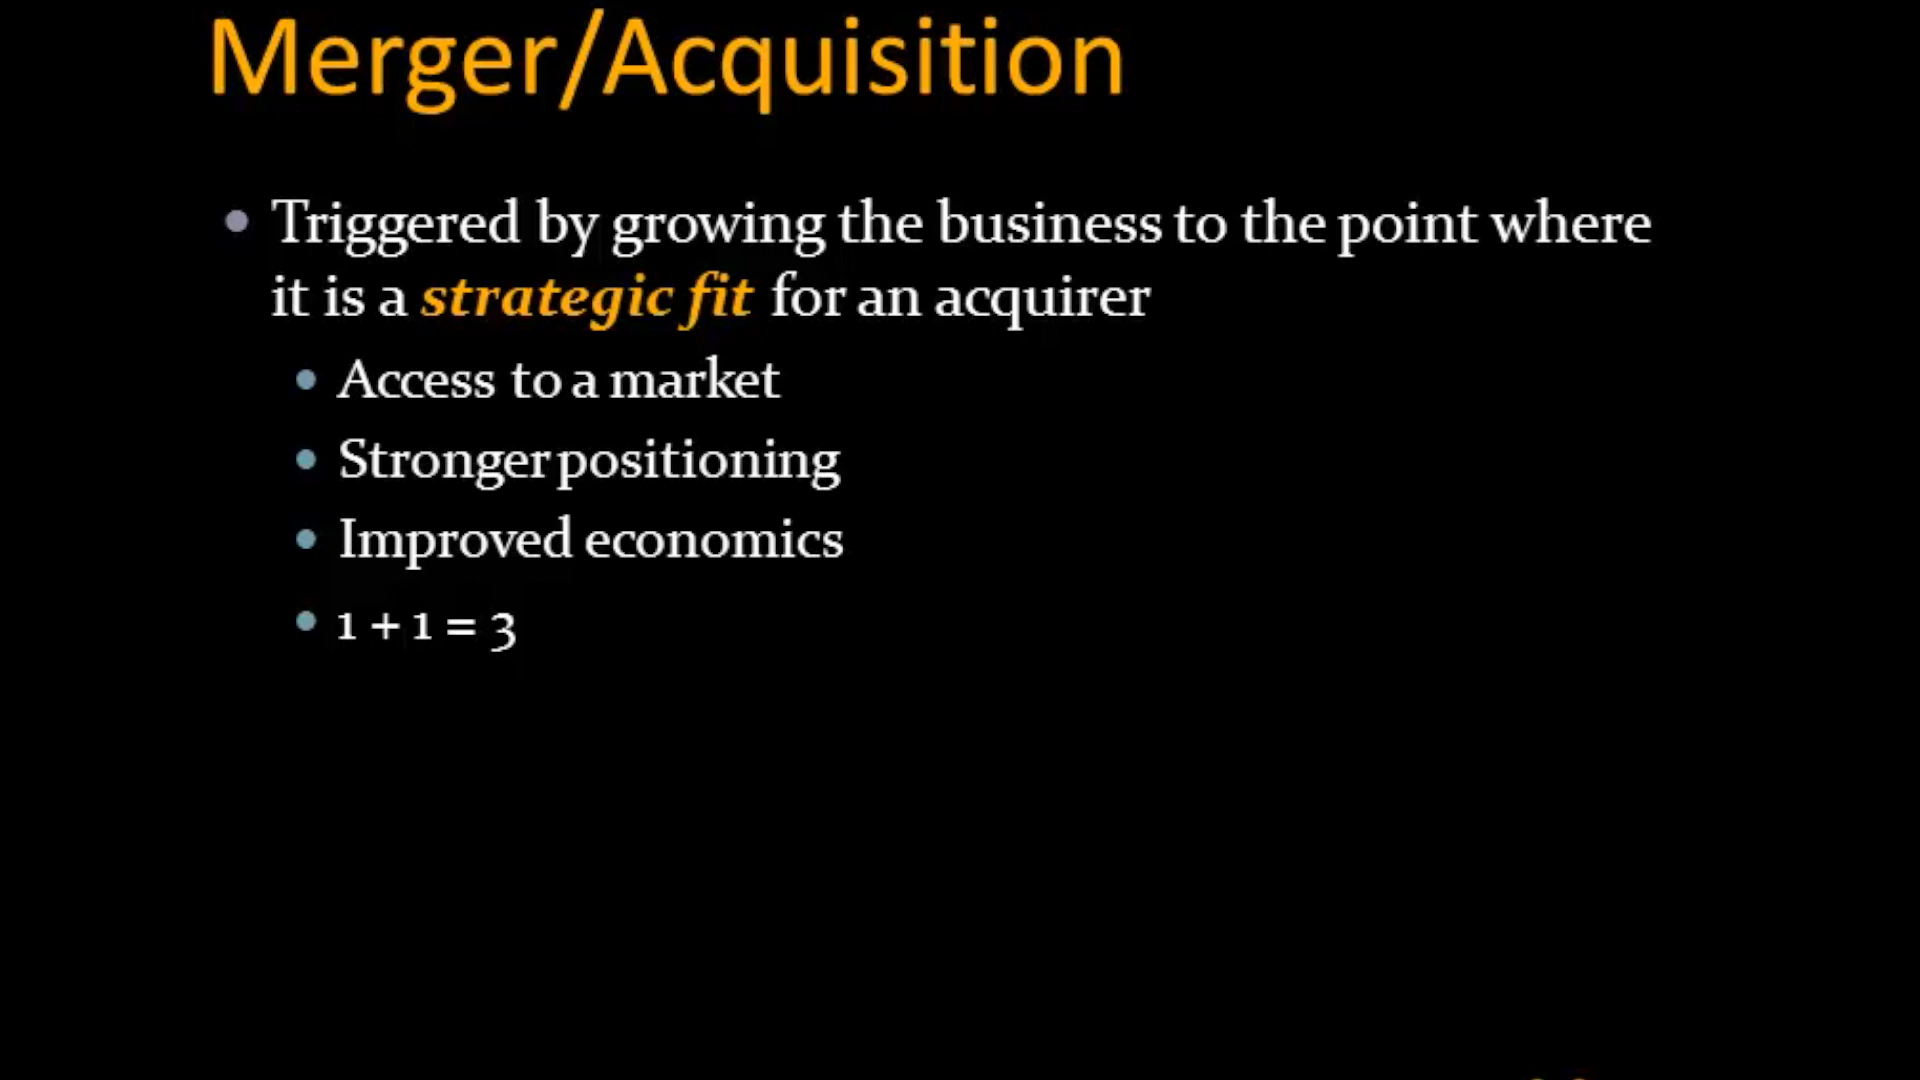 Merger/Acquisition
Triggered by growing the business to the point where
it is a strategic fit for an acquirer
Access to a market
Stronger positioning
Improved economics
1 + 1 = 3